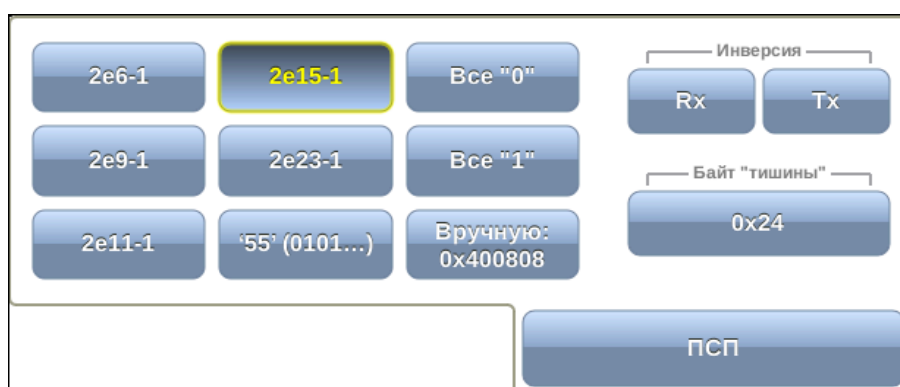 2e6-1
2e15-1
Все "0"
2e9-1
2e23-1
Все "1"
2e11-1
‘55’ (0101…)
Вручную:
0x400808
Инверсия
Rx
Tx
Байт "тишины"
0x24
ПСП